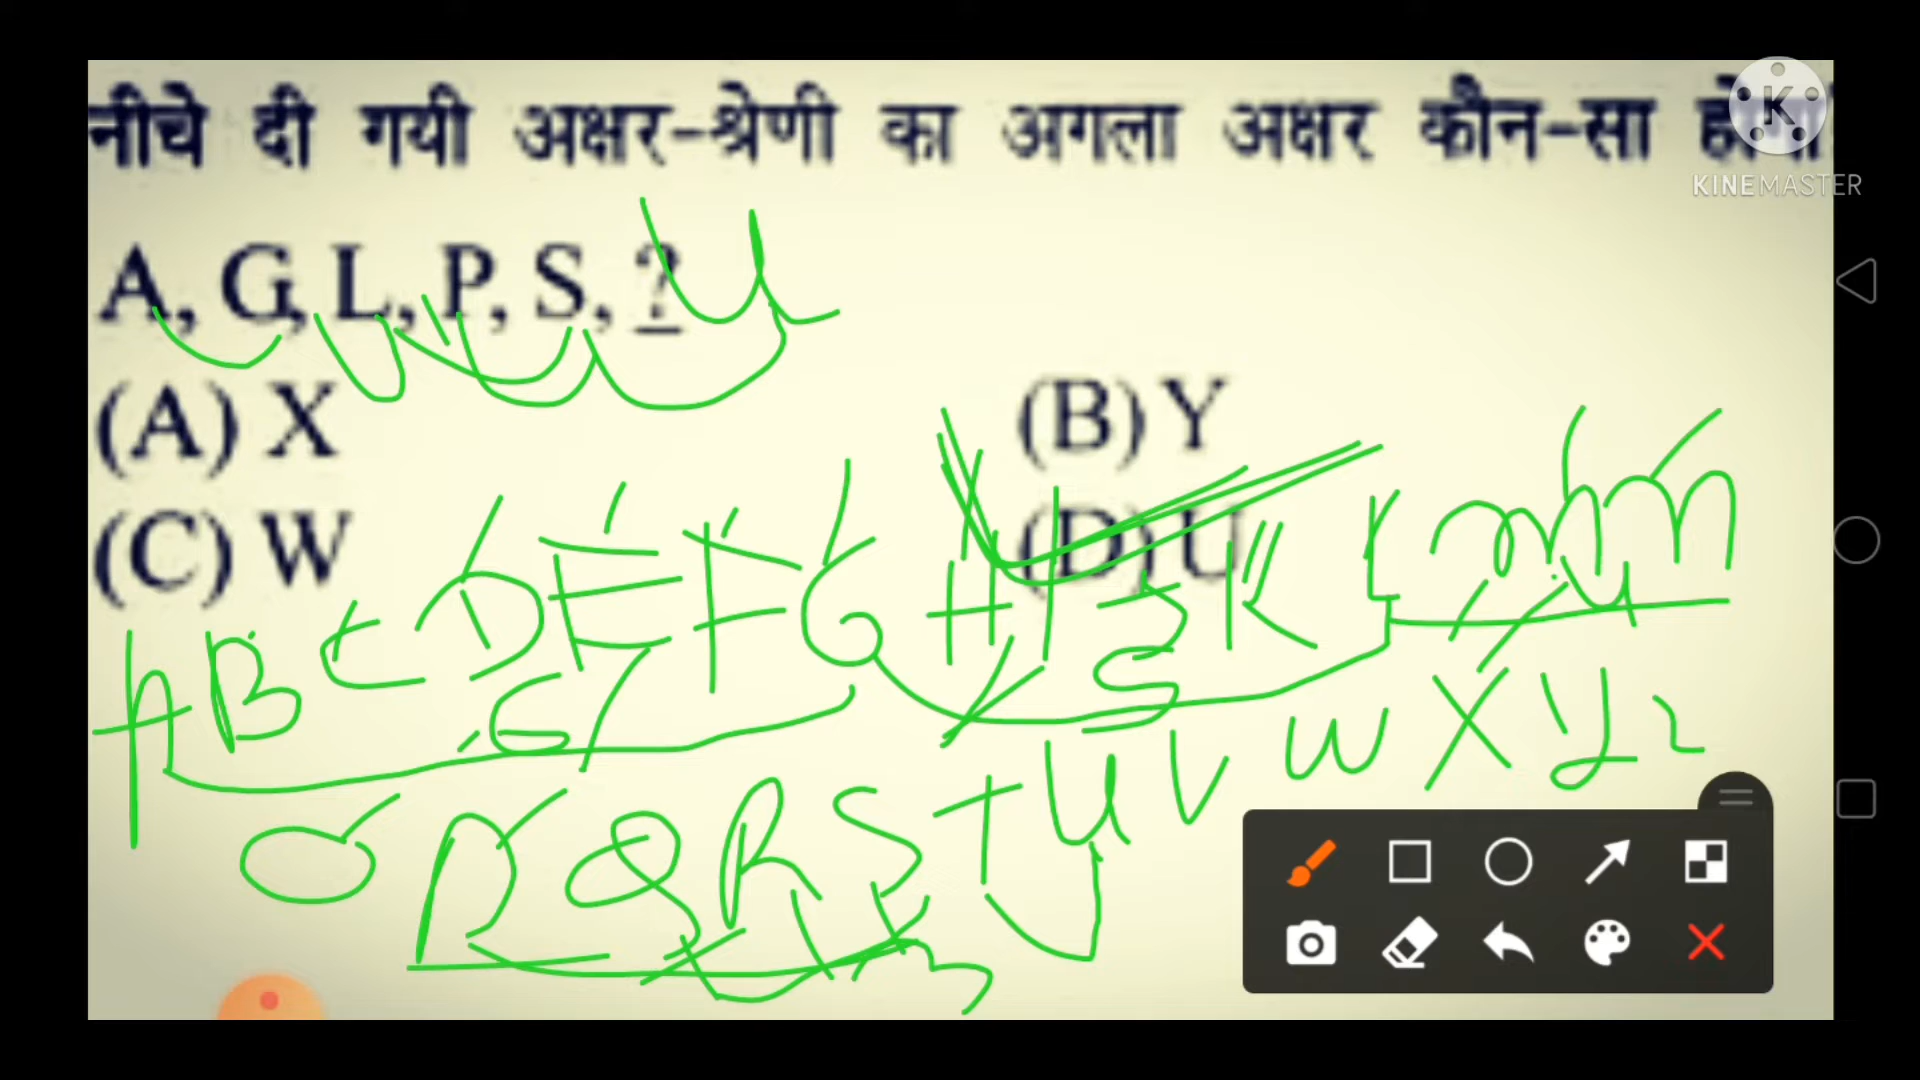 नीचे दी गयी अक्षर-श्रेणी का अगला अक्षर कौन-सा होगा
KINEMASTER
A, G, L, P, S, ? U
(A) X (B) Y
(C) W (D) U
A B C D E F G H I J K L M N
O P Q R S T U V W X Y Z